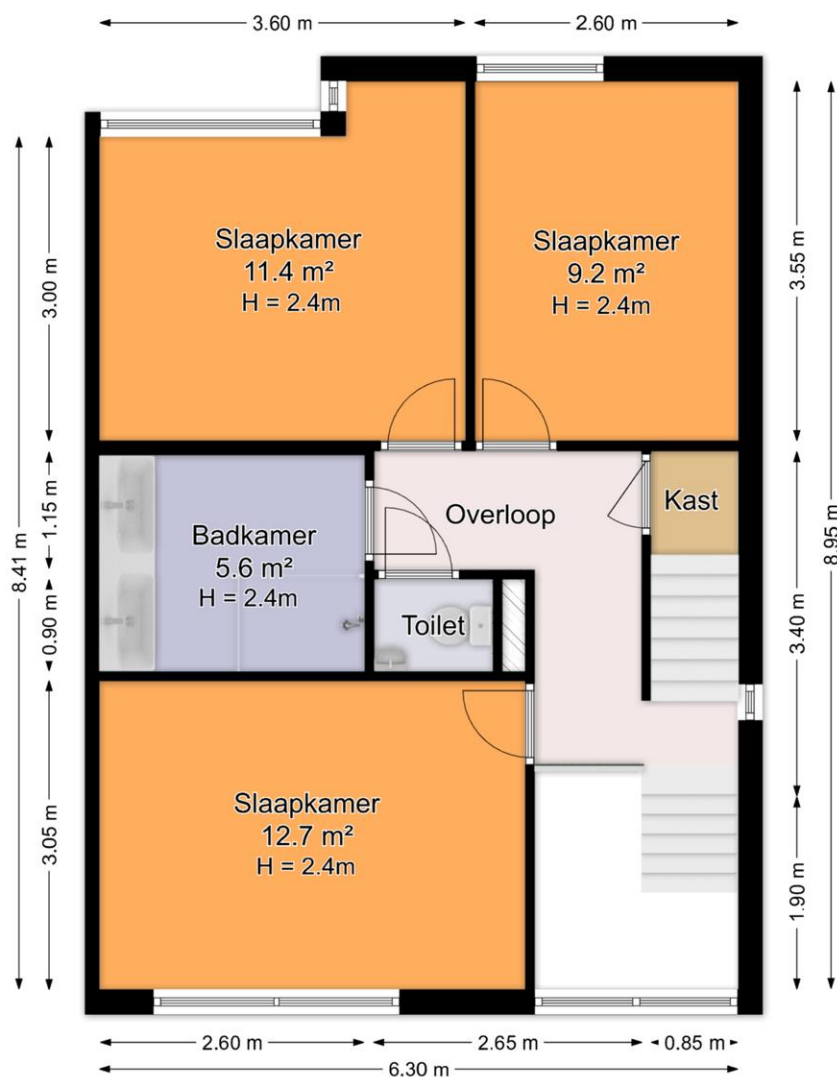 3.60 m
2.60 m
Slaapkamer
11.4 m²
H = 2.4m
Slaapkamer
9.2 m²
H = 2.4m
3.00 m
3.55 m
1.15 m
Badkamer
5.6 m²
H = 2.4m
Overloop
Kast
8.41 m
8.95 m
0.90 m
Toilet
3.40 m
Slaapkamer
12.7 m²
H = 2.4m
3.05 m
1.90 m
2.60 m
2.65 m
0.85 m
6.30 m